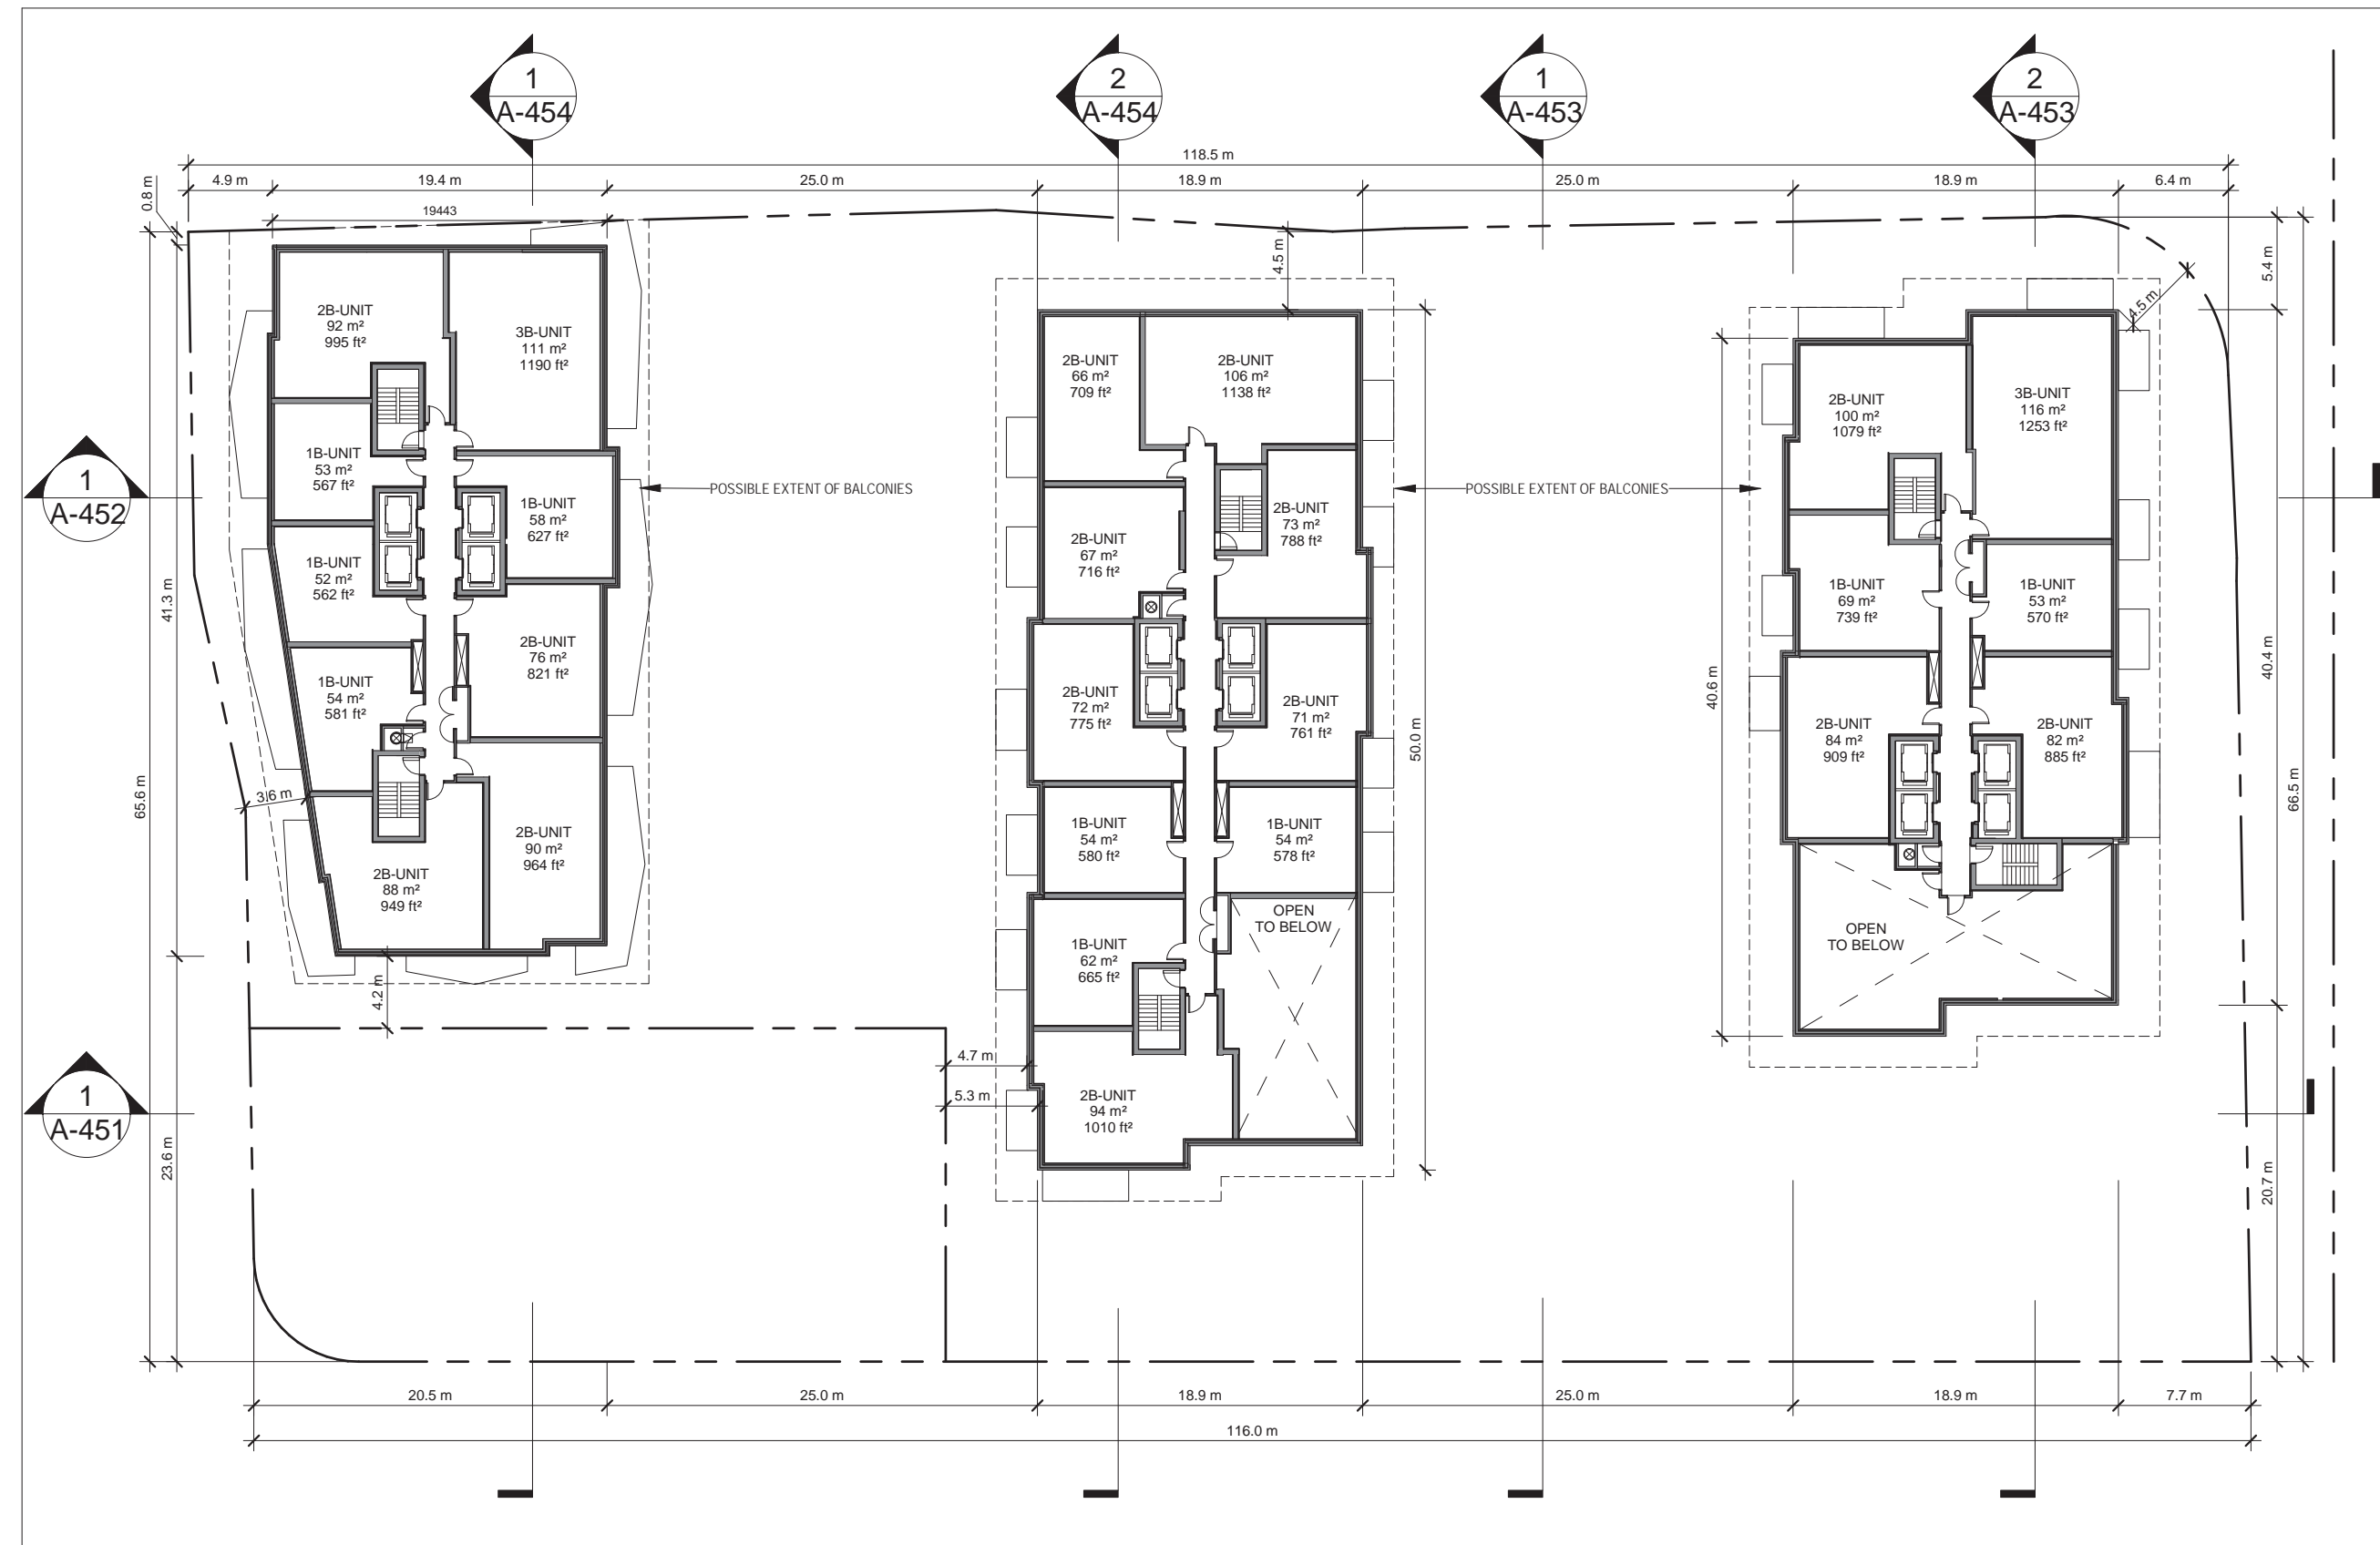 1
A-454
2
A-454
1
A-453
2
A-453
118.5 m
4.9 m
19.4 m
25.0 m
18.9 m
25.0 m
18.9 m
6.4 m
0.8 m
19443
4.5 m
5.4 m
4.5 m
2B-UNIT
92 m²
995 ft²
3B-UNIT
111 m²
1190 ft²
1B-UNIT
53 m²
567 ft²
1B-UNIT
58 m²
627 ft²
1B-UNIT
52 m²
562 ft²
2B-UNIT
76 m²
821 ft²
1B-UNIT
54 m²
581 ft²
2B-UNIT
90 m²
964 ft²
2B-UNIT
88 m²
949 ft²
POSSIBLE EXTENT OF BALCONIES
2B-UNIT
66 m²
709 ft²
2B-UNIT
106 m²
1138 ft²
2B-UNIT
67 m²
716 ft²
2B-UNIT
73 m²
788 ft²
2B-UNIT
72 m²
775 ft²
2B-UNIT
71 m²
761 ft²
1B-UNIT
54 m²
580 ft²
1B-UNIT
54 m²
578 ft²
1B-UNIT
62 m²
665 ft²
OPEN
TO BELOW
2B-UNIT
94 m²
1010 ft²
POSSIBLE EXTENT OF BALCONIES
2B-UNIT
100 m²
1079 ft²
3B-UNIT
116 m²
1253 ft²
1B-UNIT
69 m²
739 ft²
1B-UNIT
53 m²
570 ft²
2B-UNIT
84 m²
909 ft²
2B-UNIT
82 m²
885 ft²
OPEN
TO BELOW
1
A-452
1
A-451
41.3 m
65.6 m
23.6 m
3.6 m
4.2 m
4.7 m
5.3 m
50.0 m
40.6 m
40.4 m
66.5 m
20.7 m
20.5 m
25.0 m
18.9 m
25.0 m
18.9 m
7.7 m
116.0 m